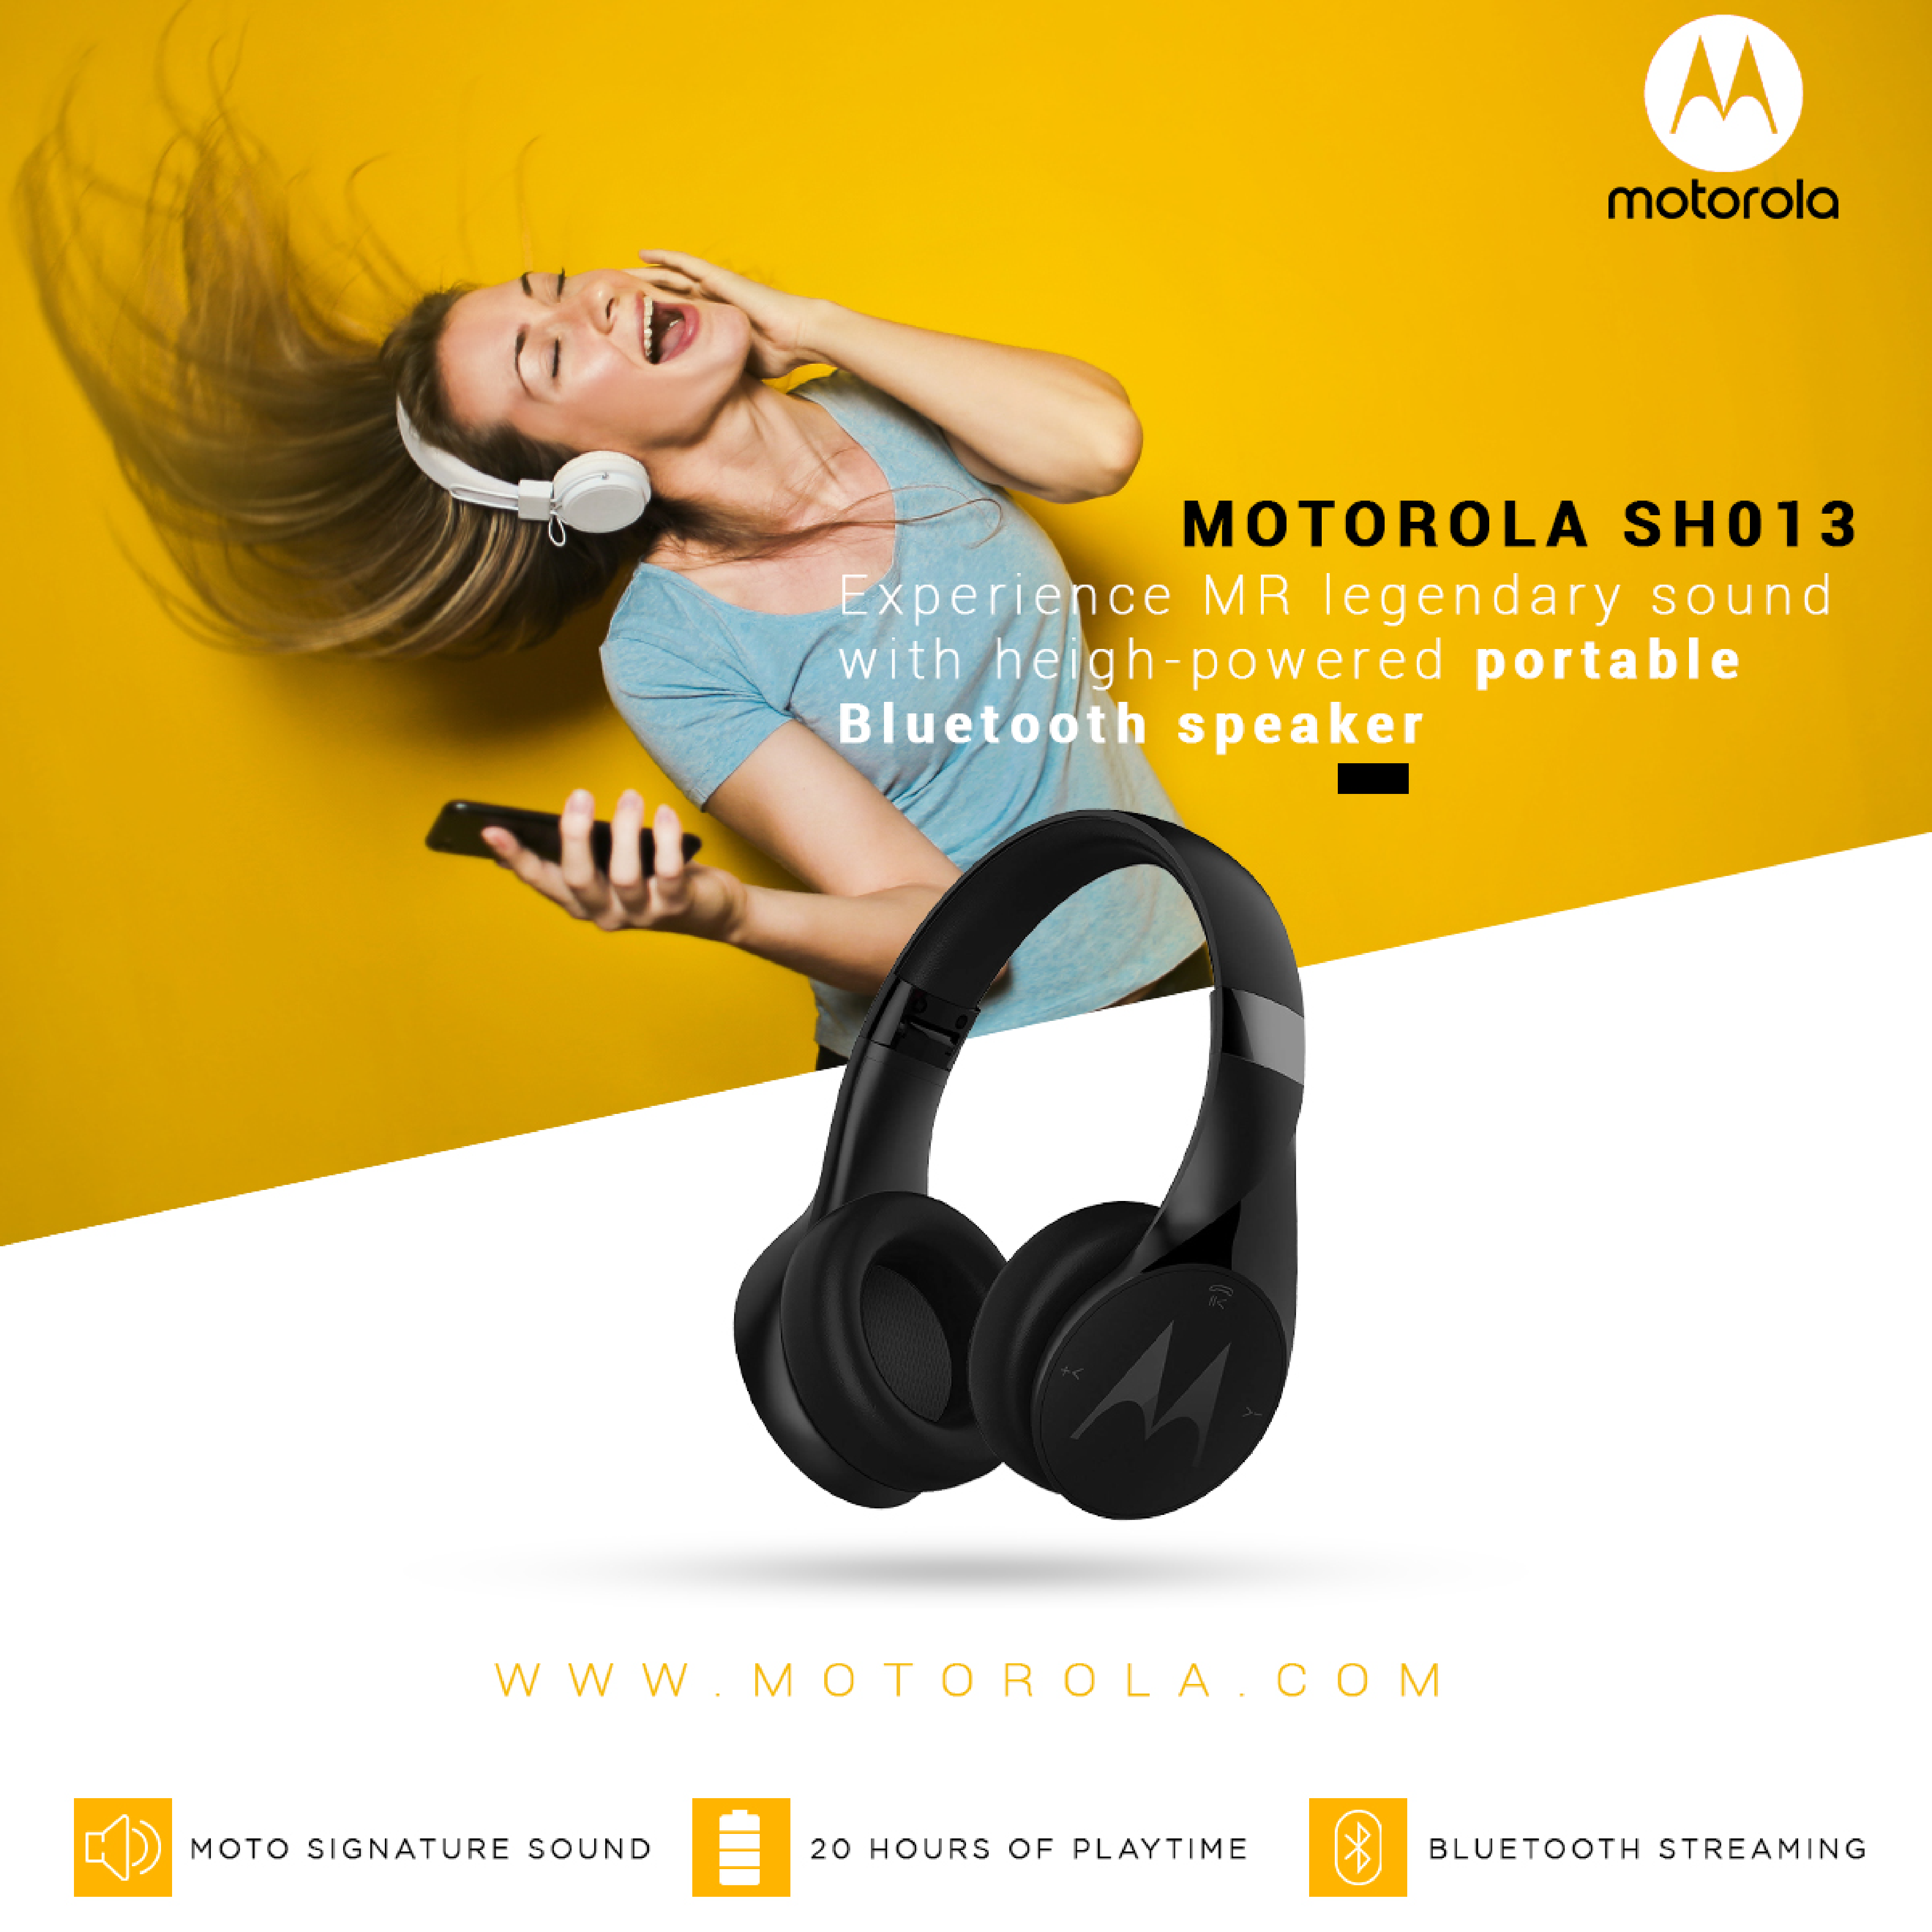 motorola
MOTOROLA SH013
Experience MR legendary sound
with heigh-powered portable
Bluetooth speaker
WWW.MOTOROLA.COM
MOTO SIGNATURE SOUND
20 HOURS OF PLAYTIME
BLUETOOTH STREAMING